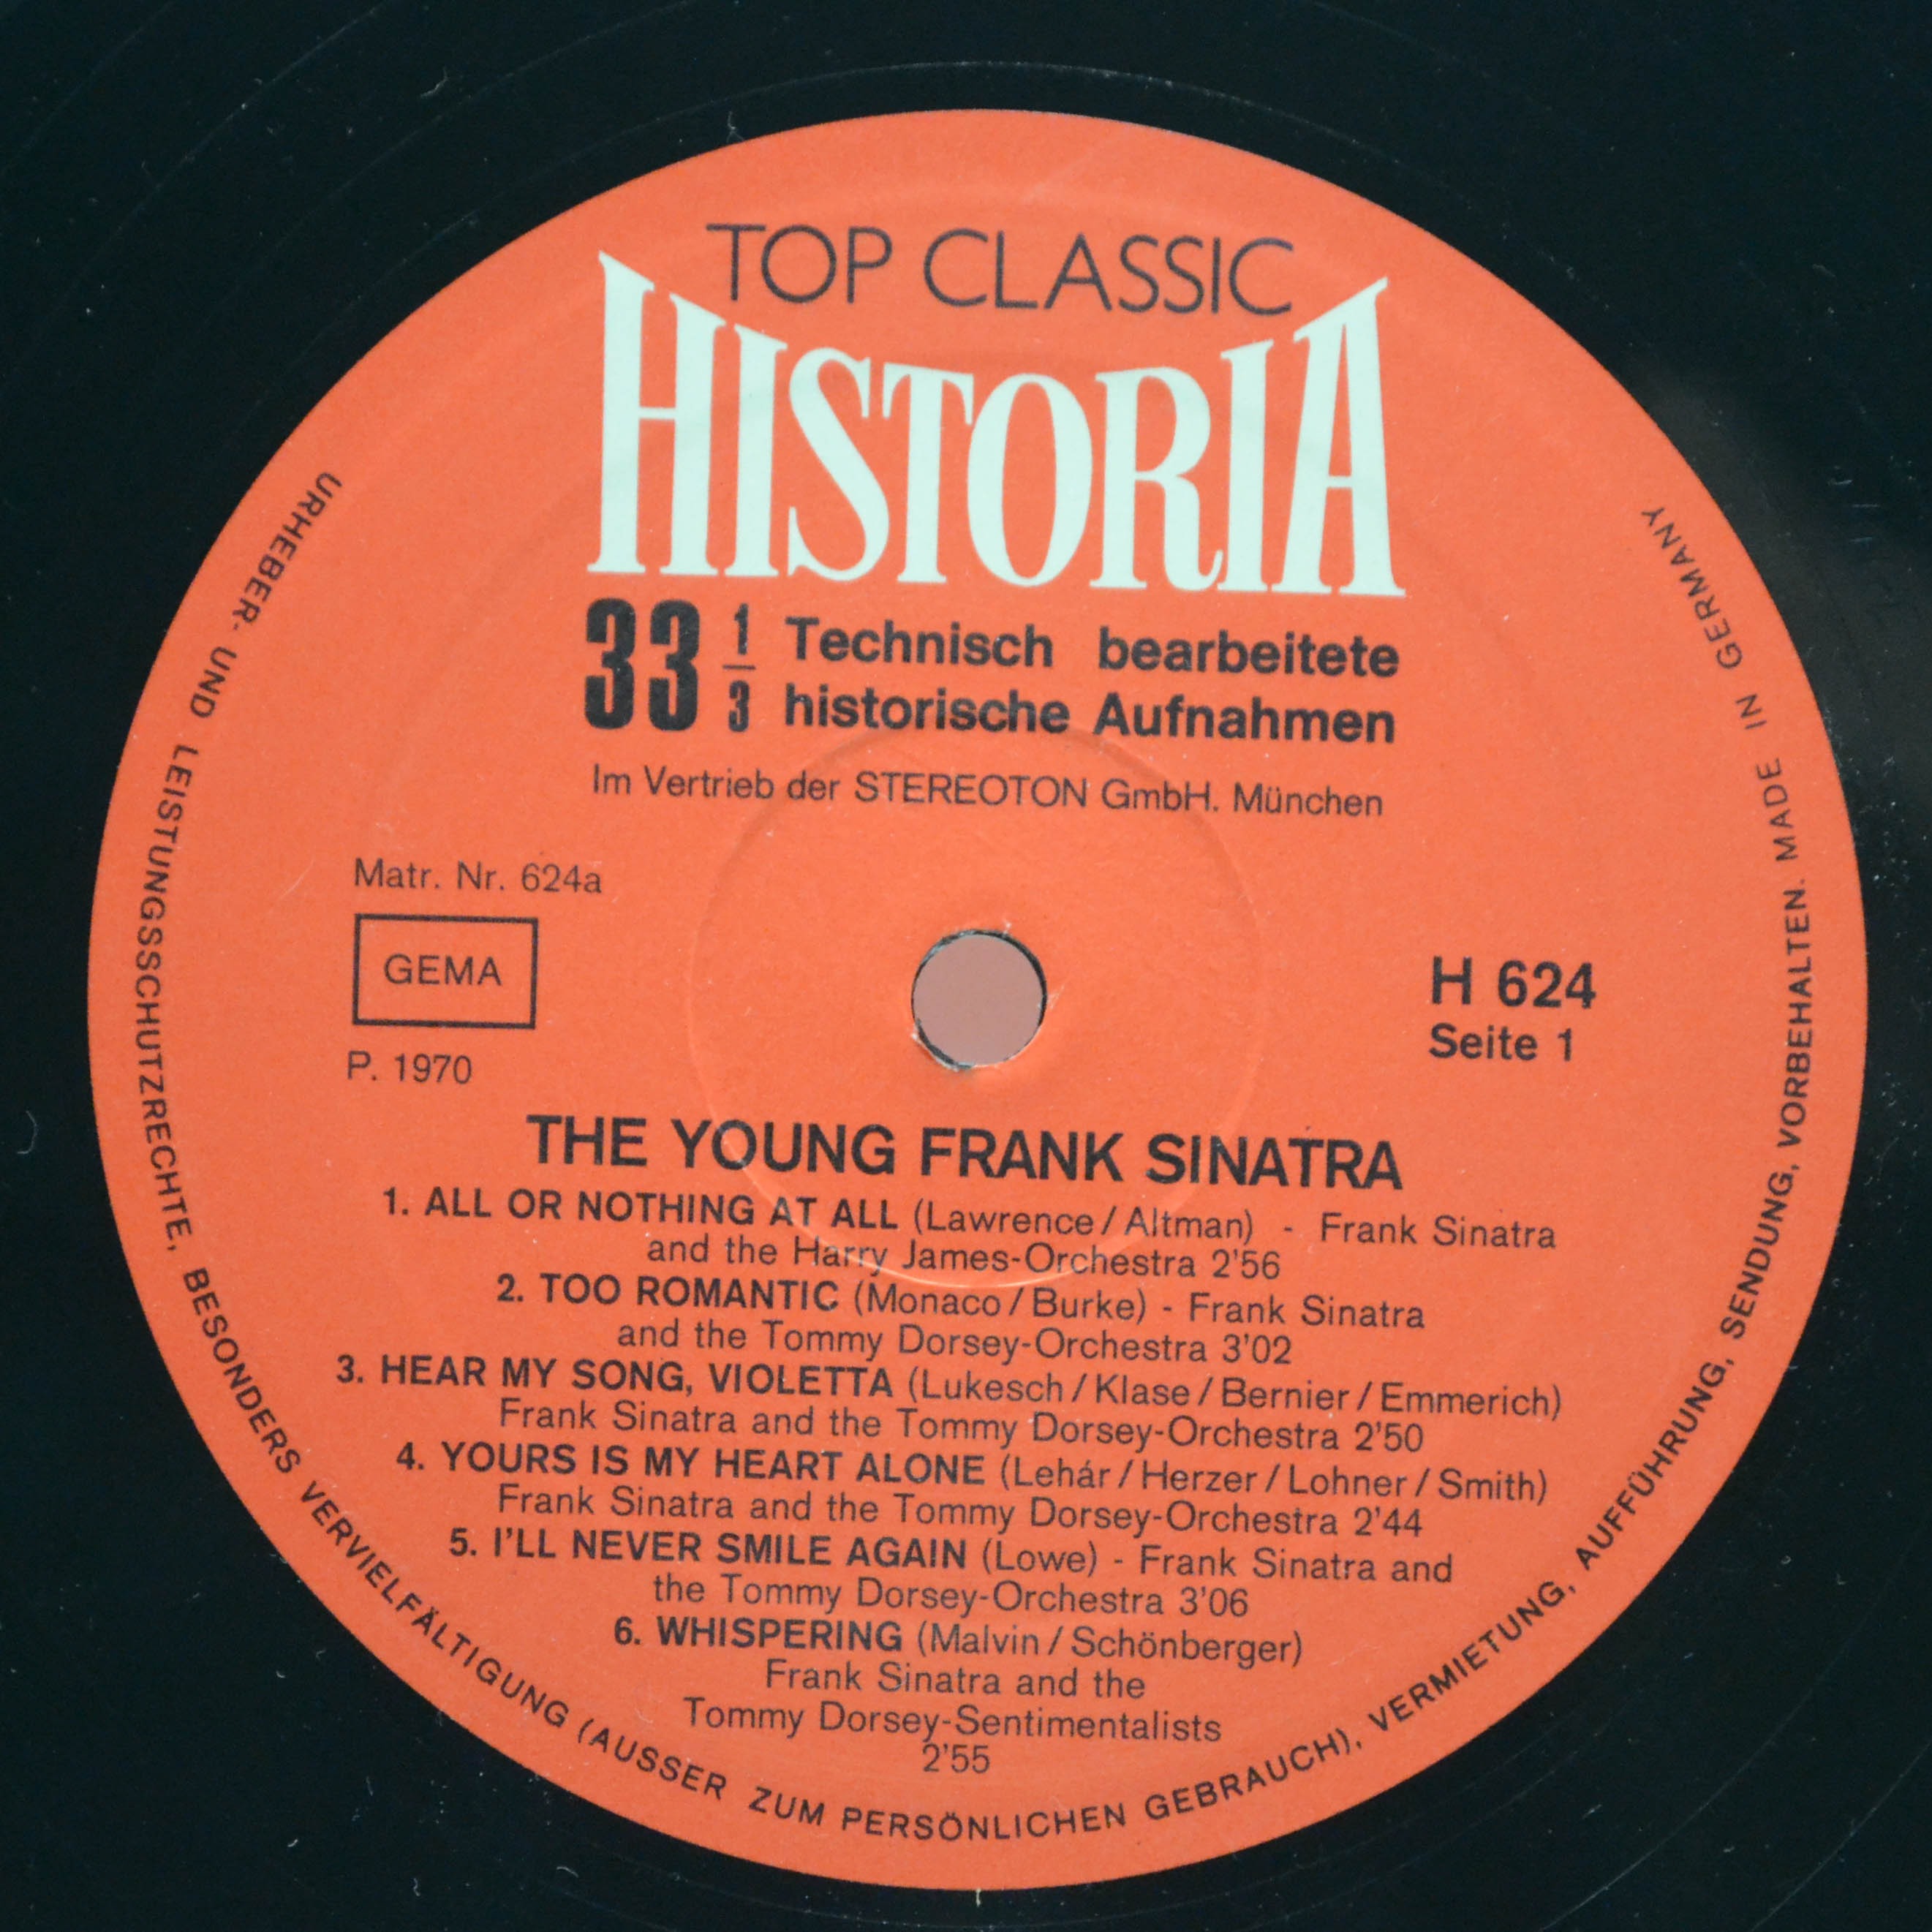 TOP CLASSIC
HISTORIA
33 1/3 Technisch bearbeitete
historische Aufnahmen
Im Vertrieb der STEREOTON GmbH. München
Matr. Nr. 624a
GEMA
P. 1970
H 624
Seite 1
THE YOUNG FRANK SINATRA
1. ALL OR NOTHING AT ALL (Lawrence/Altman) - Frank Sinatra
and the Harry James-Orchestra 2'56
2. TOO ROMANTIC (Monaco/Burke) - Frank Sinatra
and the Tommy Dorsey-Orchestra 3'02
3. HEAR MY SONG, VIOLETTA (Lukesch/Klase/Bernier/Emmerich)
Frank Sinatra and the Tommy Dorsey-Orchestra 2'50
4. YOURS IS MY HEART ALONE (Lehár/Herzer/Lohner/Smith)
Frank Sinatra and the Tommy Dorsey-Orchestra 2'44
5. I'LL NEVER SMILE AGAIN (Lowe) - Frank Sinatra and
the Tommy Dorsey-Orchestra 3'06
6. WHISPERING (Malvin/Schönberger)
Frank Sinatra and the
Tommy Dorsey-Sentimentalists
2'55
URHEBER- UND LEISTUNGSSCHUTZRECHTE, BESONDERS VERVIELFÄLTIGUNG (AUSSER ZUM PERSÖNLICHEN GEBRAUCH), VERMIETUNG, AUFFÜHRUNG, SENDUNG, VORBEHALTEN. MADE IN GERMANY